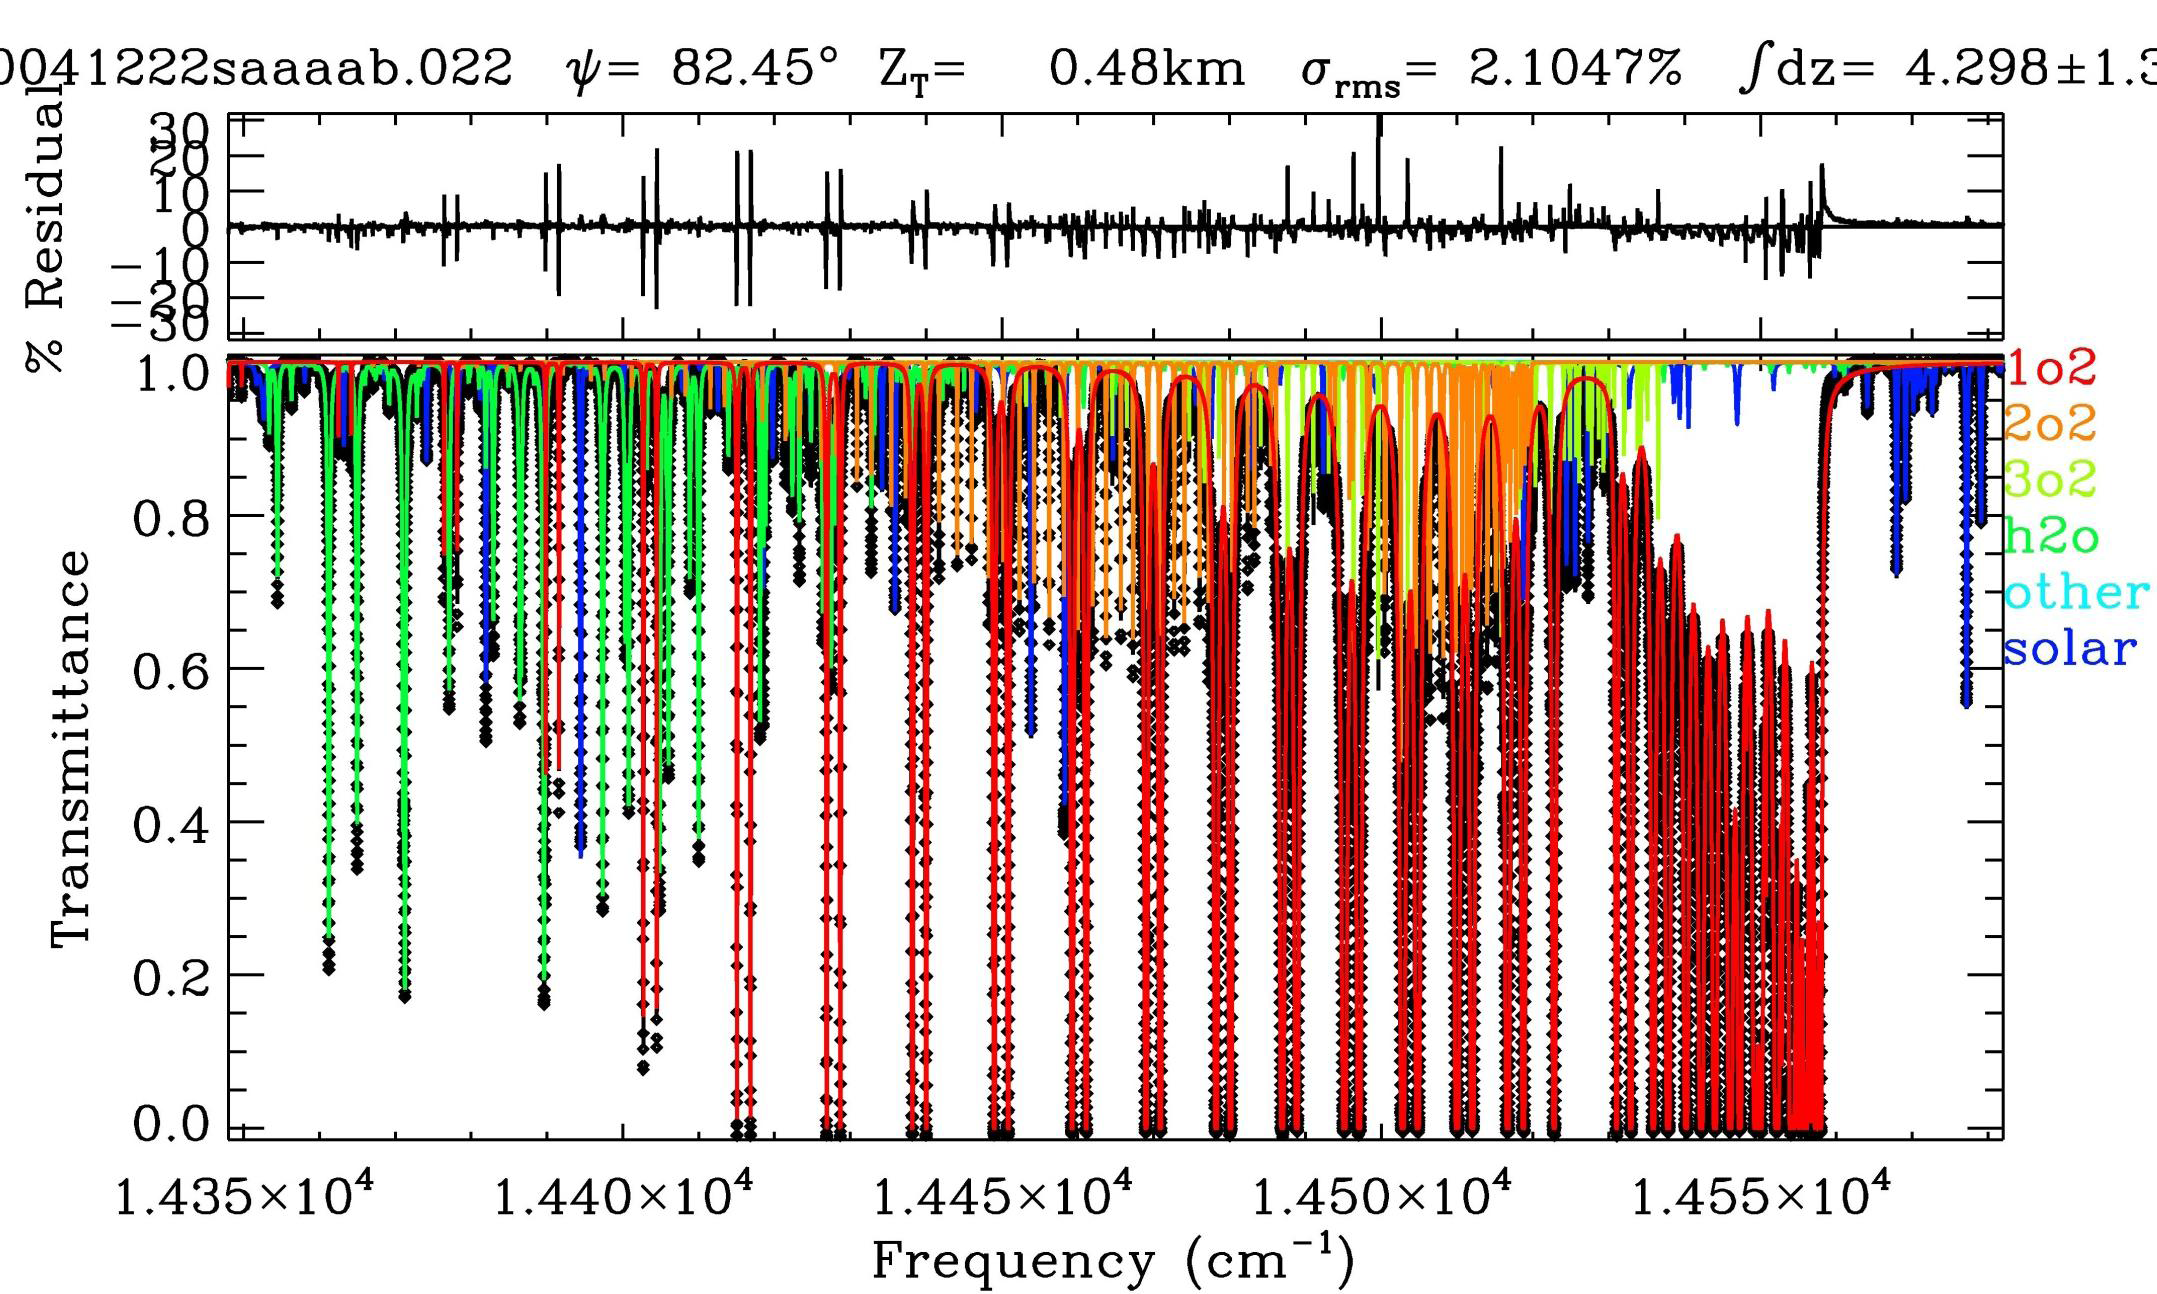 0041222saaaab.022 ψ= 82.45° Z_T= 0.48km σ_rms= 2.1047% ∫dz= 4.298±1.3
% Residual
30
20
10
0
−10
−20
−30
Transmittance
1.0
0.8
0.6
0.4
0.2
0.0
1o2
2o2
3o2
h2o
other
solar
1.435×10⁴ 1.440×10⁴ 1.445×10⁴ 1.450×10⁴ 1.455×10⁴
Frequency (cm⁻¹)